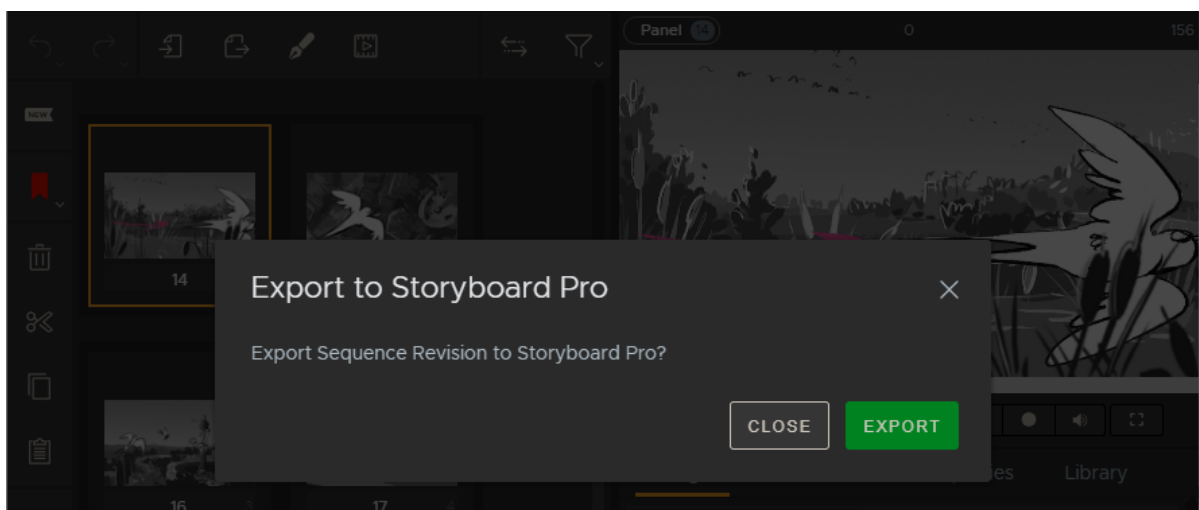 Panel 14
0
156
NEW
14
Export to Storyboard Pro
Export Sequence Revision to Storyboard Pro?
CLOSE
EXPORT
Library
16
17